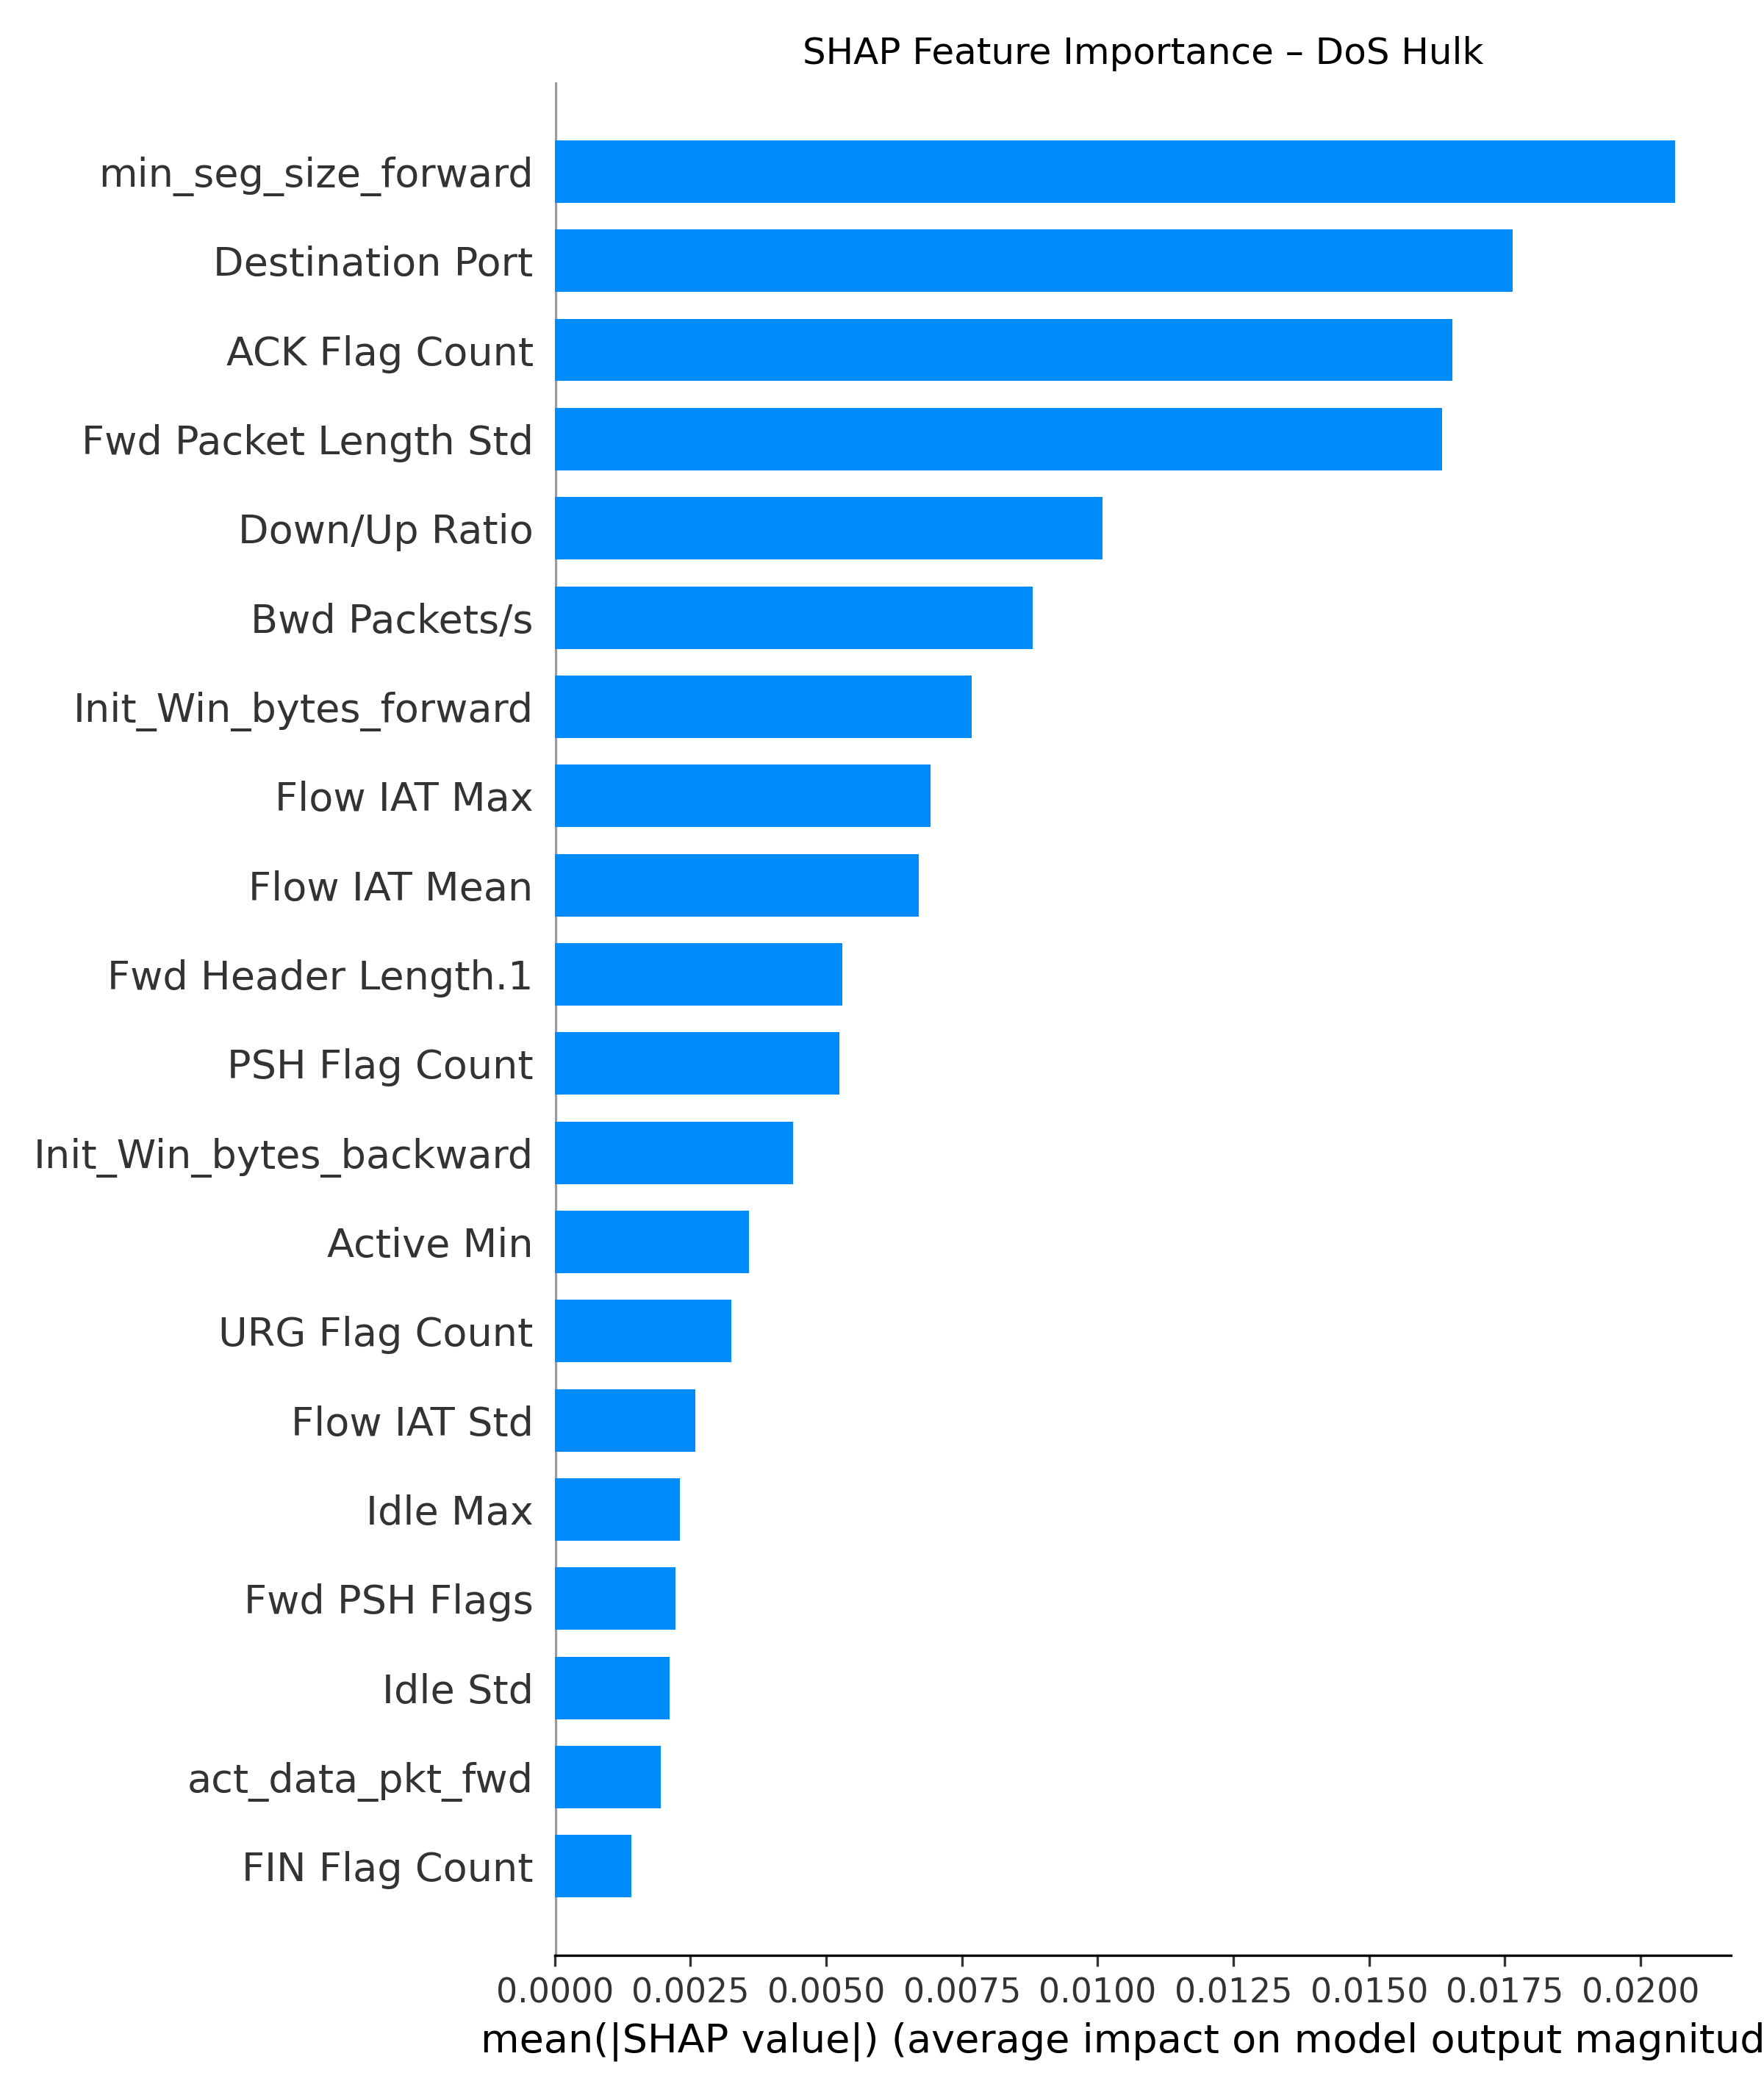 SHAP Feature Importance – DoS Hulk
min_seg_size_forward
Destination Port
ACK Flag Count
Fwd Packet Length Std
Down/Up Ratio
Bwd Packets/s
Init_Win_bytes_forward
Flow IAT Max
Flow IAT Mean
Fwd Header Length.1
PSH Flag Count
Init_Win_bytes_backward
Active Min
URG Flag Count
Flow IAT Std
Idle Max
Fwd PSH Flags
Idle Std
act_data_pkt_fwd
FIN Flag Count
0.0000 0.0025 0.0050 0.0075 0.0100 0.0125 0.0150 0.0175 0.0200
mean(|SHAP value|) (average impact on model output magnitud